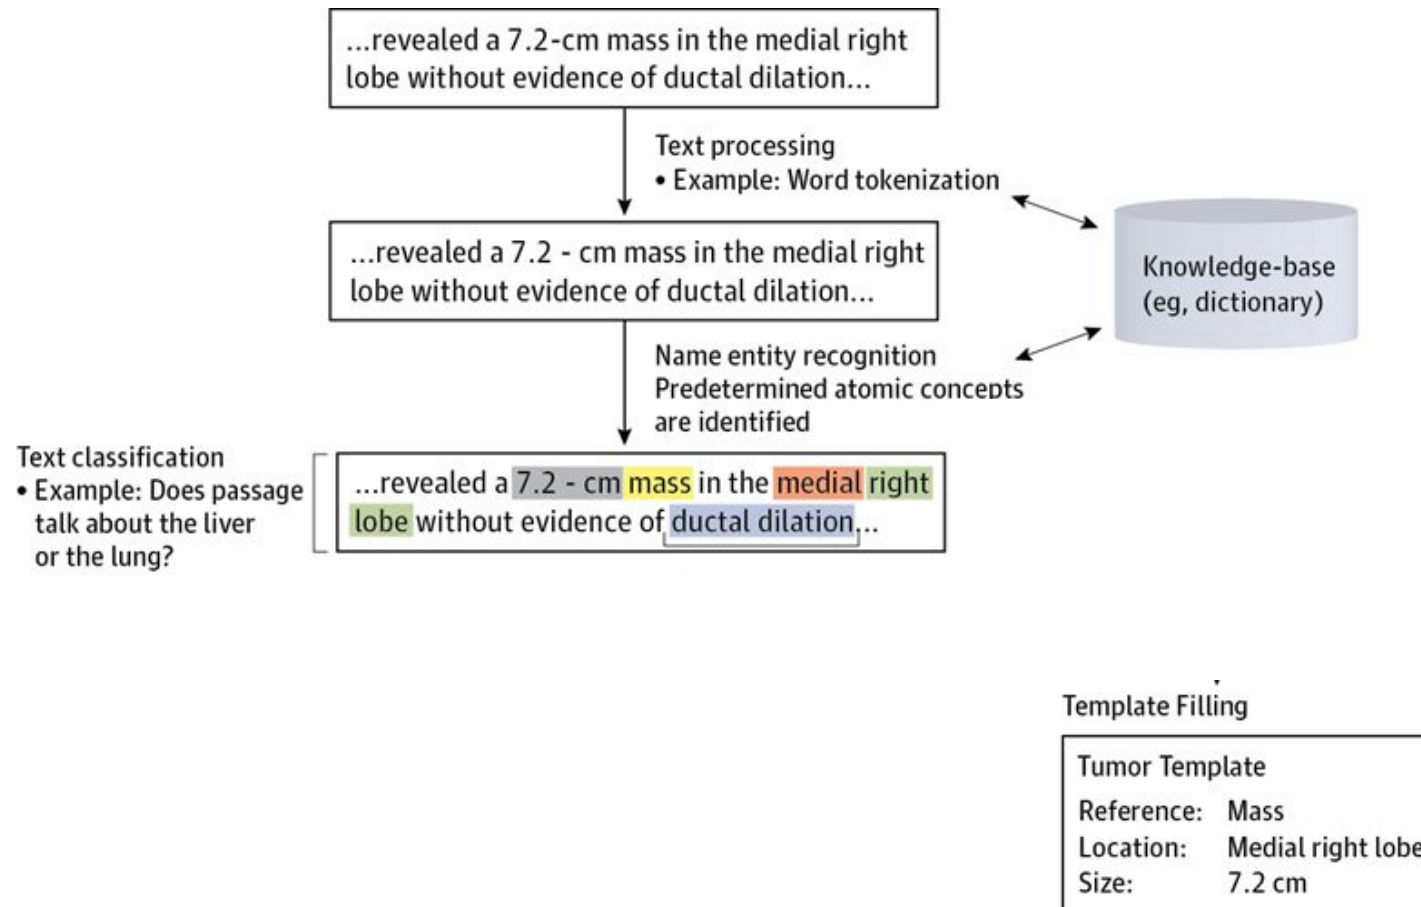 ...revealed a 7.2-cm mass in the medial right
lobe without evidence of ductal dilation...
Text processing
• Example: Word tokenization
...revealed a 7.2 - cm mass in the medial right
lobe without evidence of ductal dilation...
Knowledge-base
(eg, dictionary)
Name entity recognition
Predetermined atomic concepts
are identified
Text classification
• Example: Does passage
talk about the liver
or the lung?
...revealed a 7.2 - cm mass in the medial right
lobe without evidence of ductal dilation...
Template Filling
Tumor Template
Reference: Mass
Location: Medial right lobe
Size: 7.2 cm